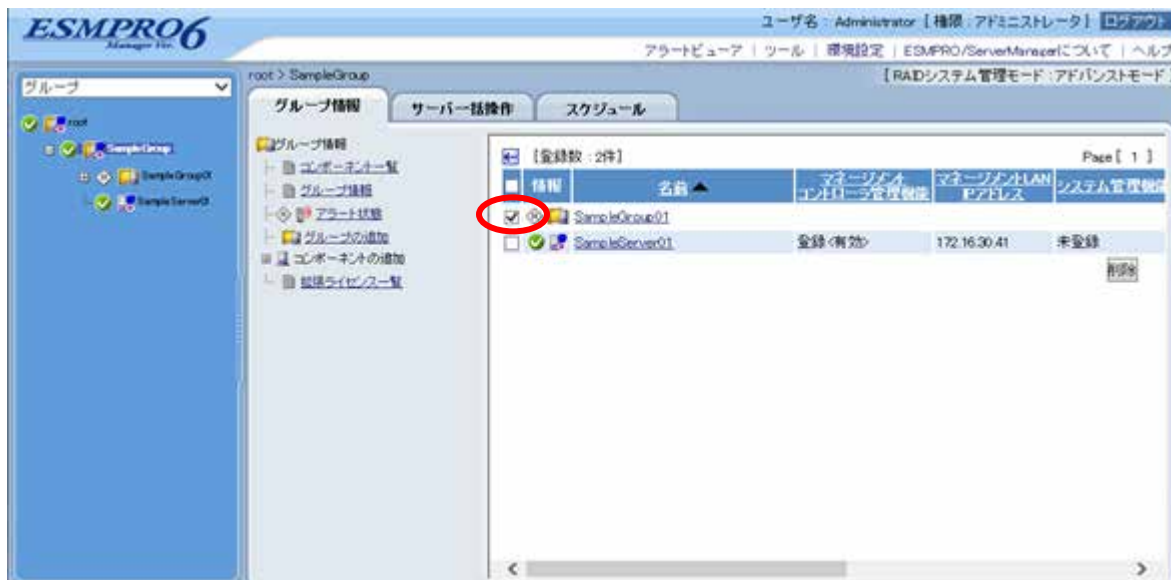 ESMPRO6
Manager Ver.
ユーザ名 : Administrator [ 権限 : アドミニストレータ ] ログアウト
アラートビューア | ツール | 環境設定 | ESMPRO/ServerManagerについて | ヘルプ
グループ
root > SampleGroup
[ RAIDシステム管理モード : アドバンストモード
グループ情報 サーバー括操作 スケジュール
root
SampleGroup
SampleGroup01
SampleServer01
グループ情報
コンポーネント一覧
グループ情報
アラート状態
グループの追加
コンポーネントの追加
拡張ライセンス一覧
[登録数 : 2件] Page [ 1 ]
情報 名前▲ マネージメント コントローラ管理機能 マネージメントLAN IPアドレス システム管理機能
SampleGroup01
SampleServer01 登録<有効> 172.16.30.41 未登録
削除